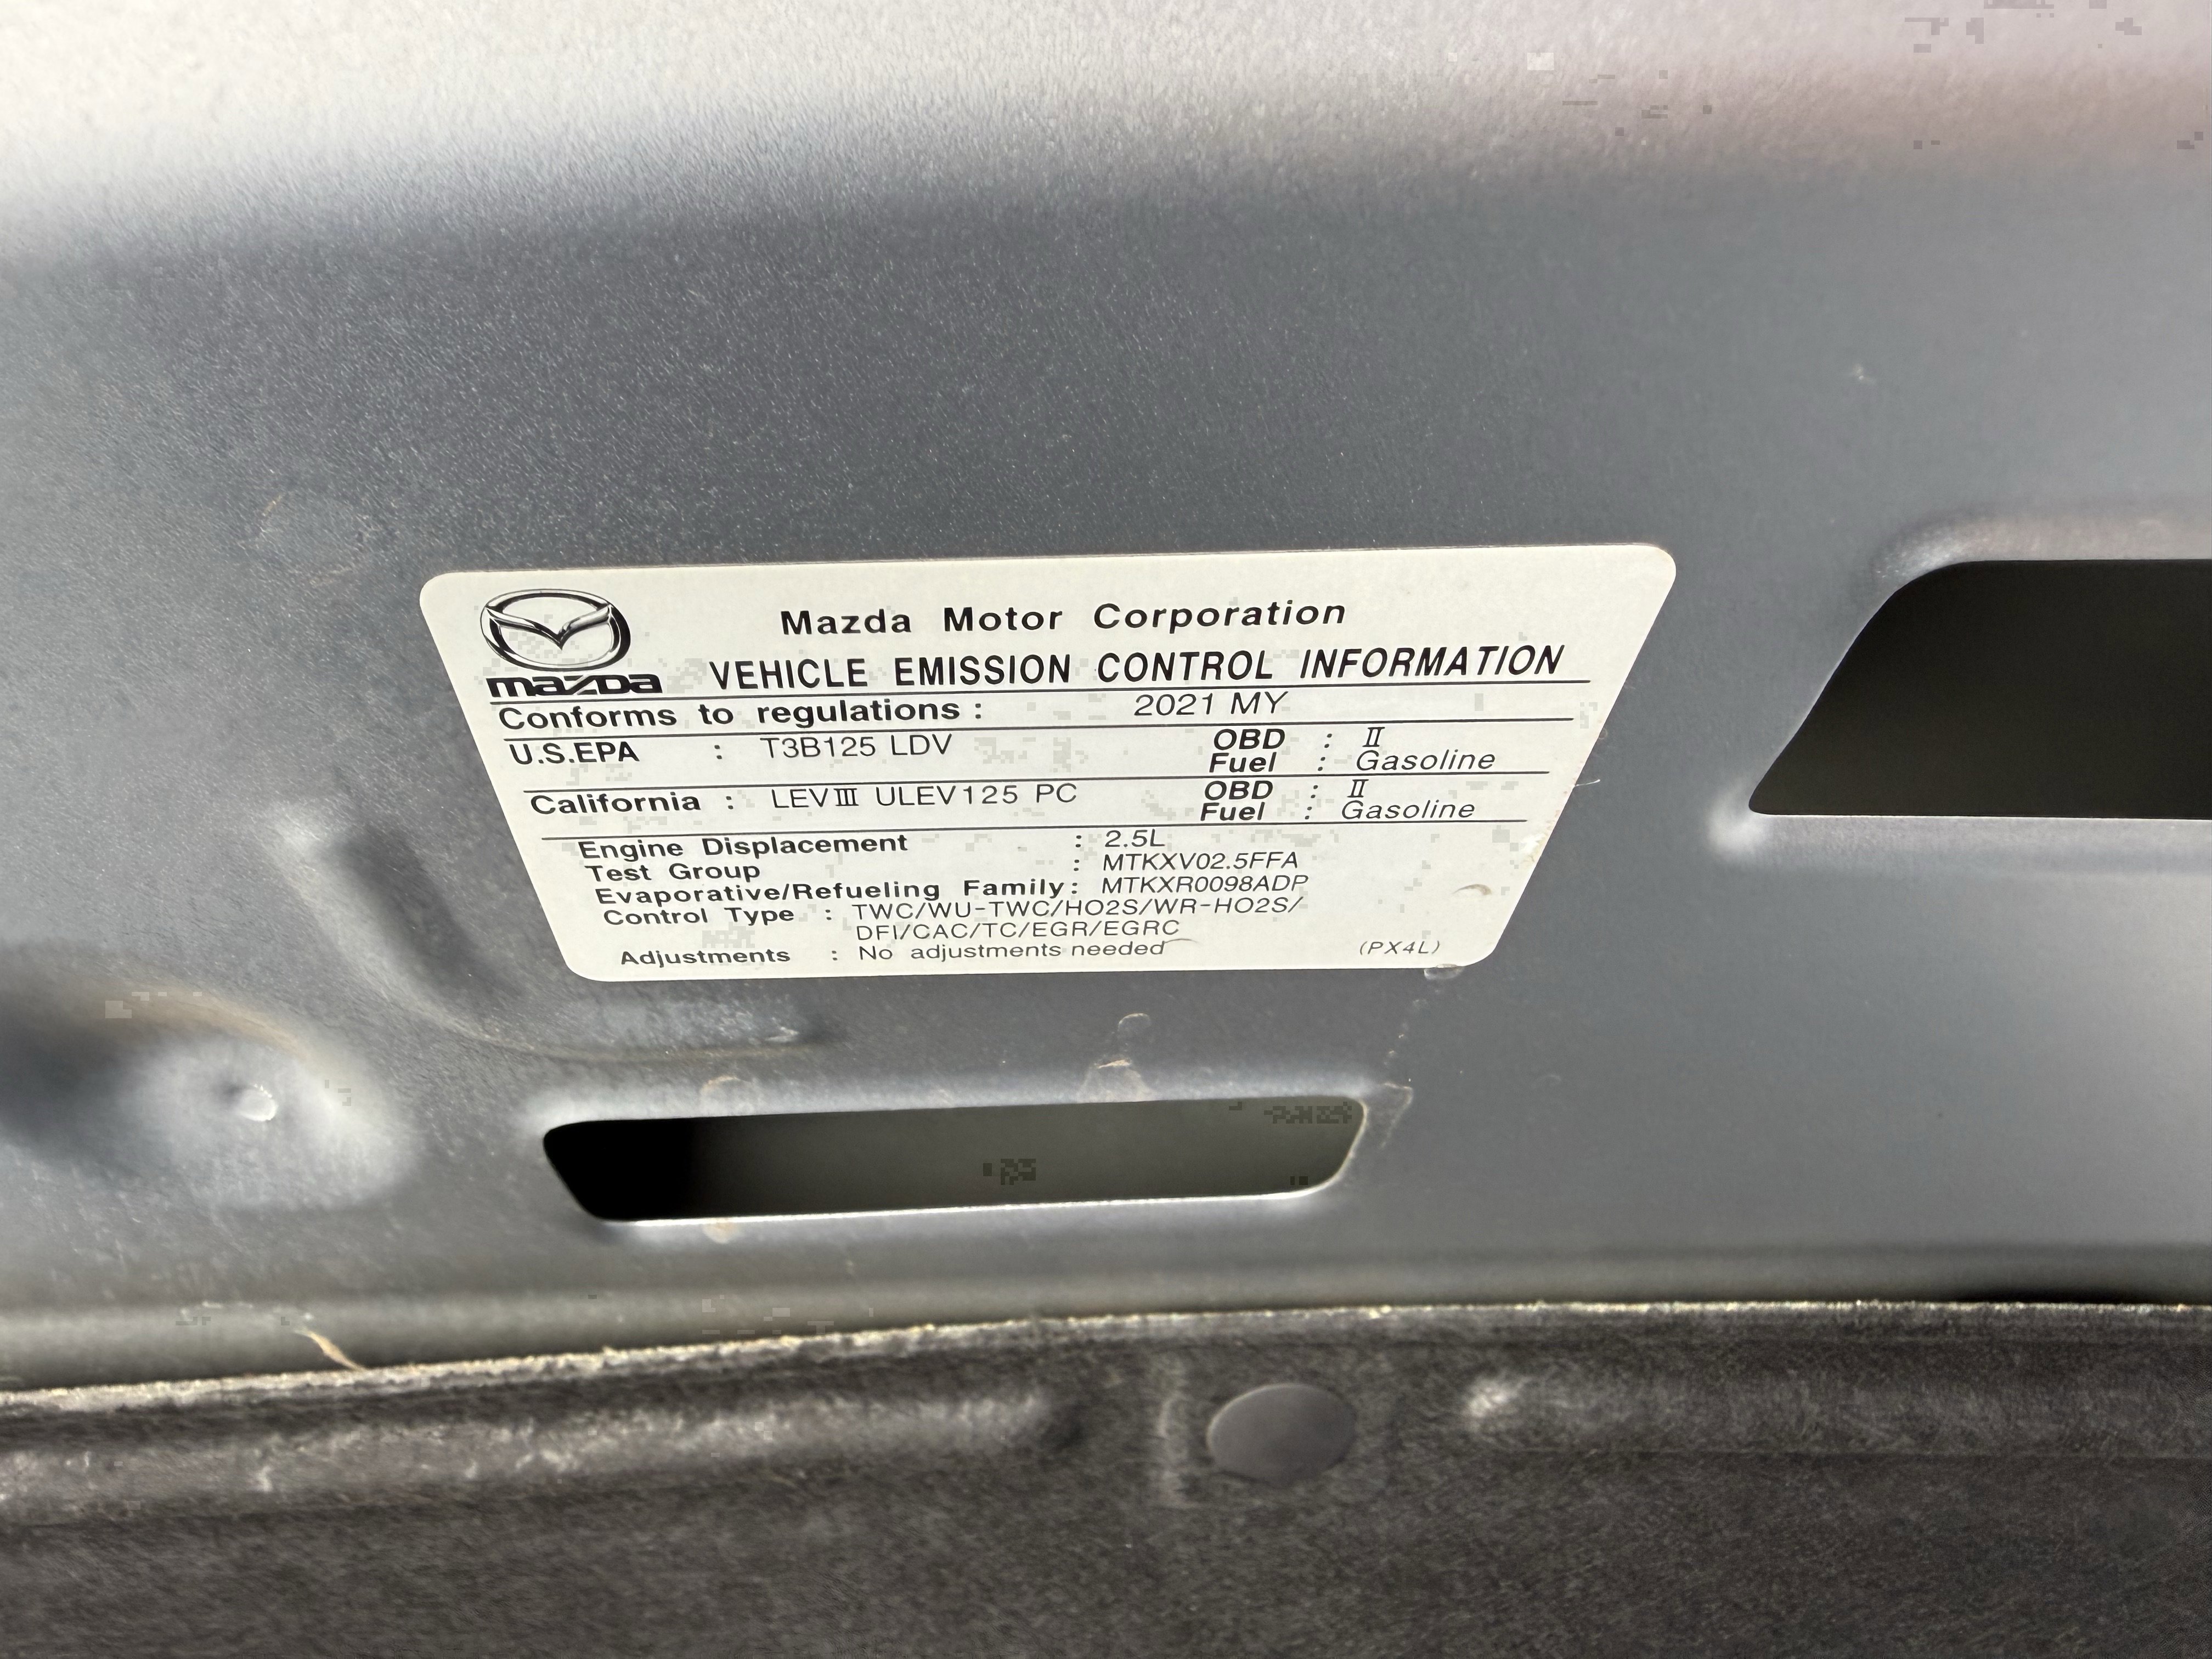 mazda
Mazda Motor Corporation
VEHICLE EMISSION CONTROL INFORMATION
Conforms to regulations : 2021 MY
U.S.EPA : T3B125 LDV OBD : II
Fuel : Gasoline
California : LEVIII ULEV125 PC OBD : II
Fuel : Gasoline
Engine Displacement : 2.5L
Test Group : MTKXV02.5FFA
Evaporative/Refueling Family : MTKXR0098ADP
Control Type : TWC/WU-TWC/HO2S/WR-HO2S/
DFI/CAC/TC/EGR/EGRC
Adjustments : No adjustments needed (PX4L)